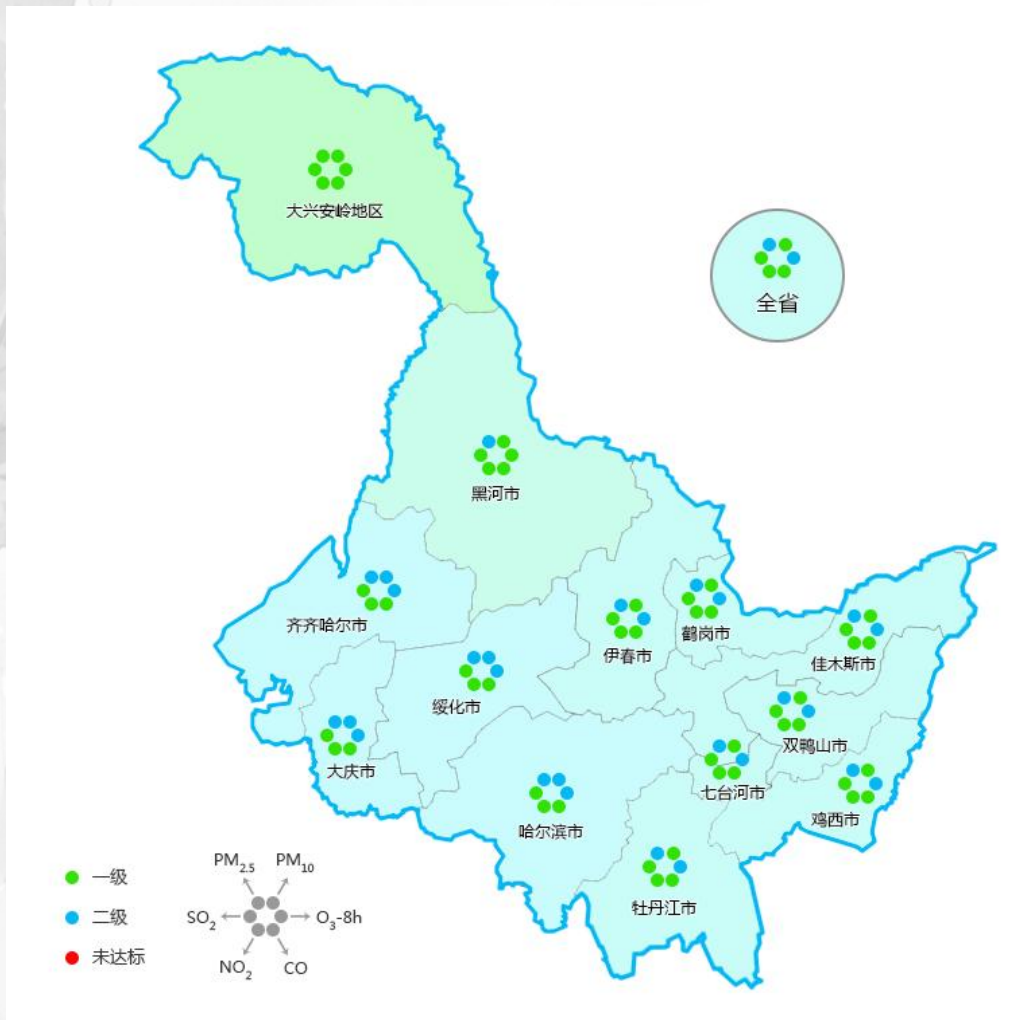 大兴安岭地区
全省
黑河市
齐齐哈尔市
伊春市
鹤岗市
佳木斯市
绥化市
双鸭山市
大庆市
七台河市
鸡西市
哈尔滨市
牡丹江市
一级
二级
未达标
PM2.5 PM10
SO2 O3-8h
NO2 CO